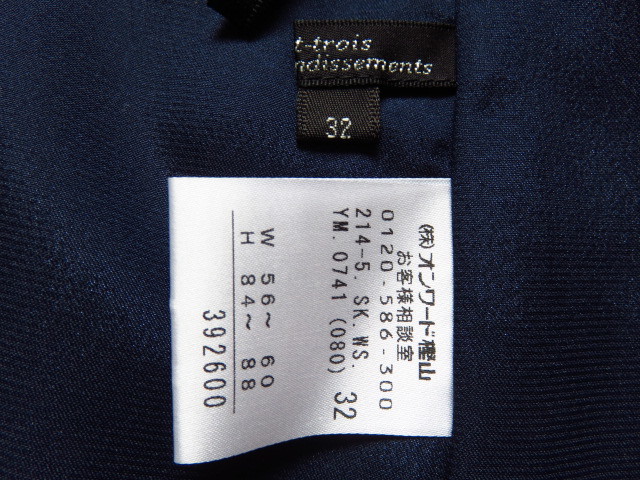 t-trois
ndissements
32
(株)オンワード樫山
お客様相談室
0120-586-300
214-5. SK. WS. 32
YM. 0741 (080)
W 56～ 60
H 84～ 88
392600